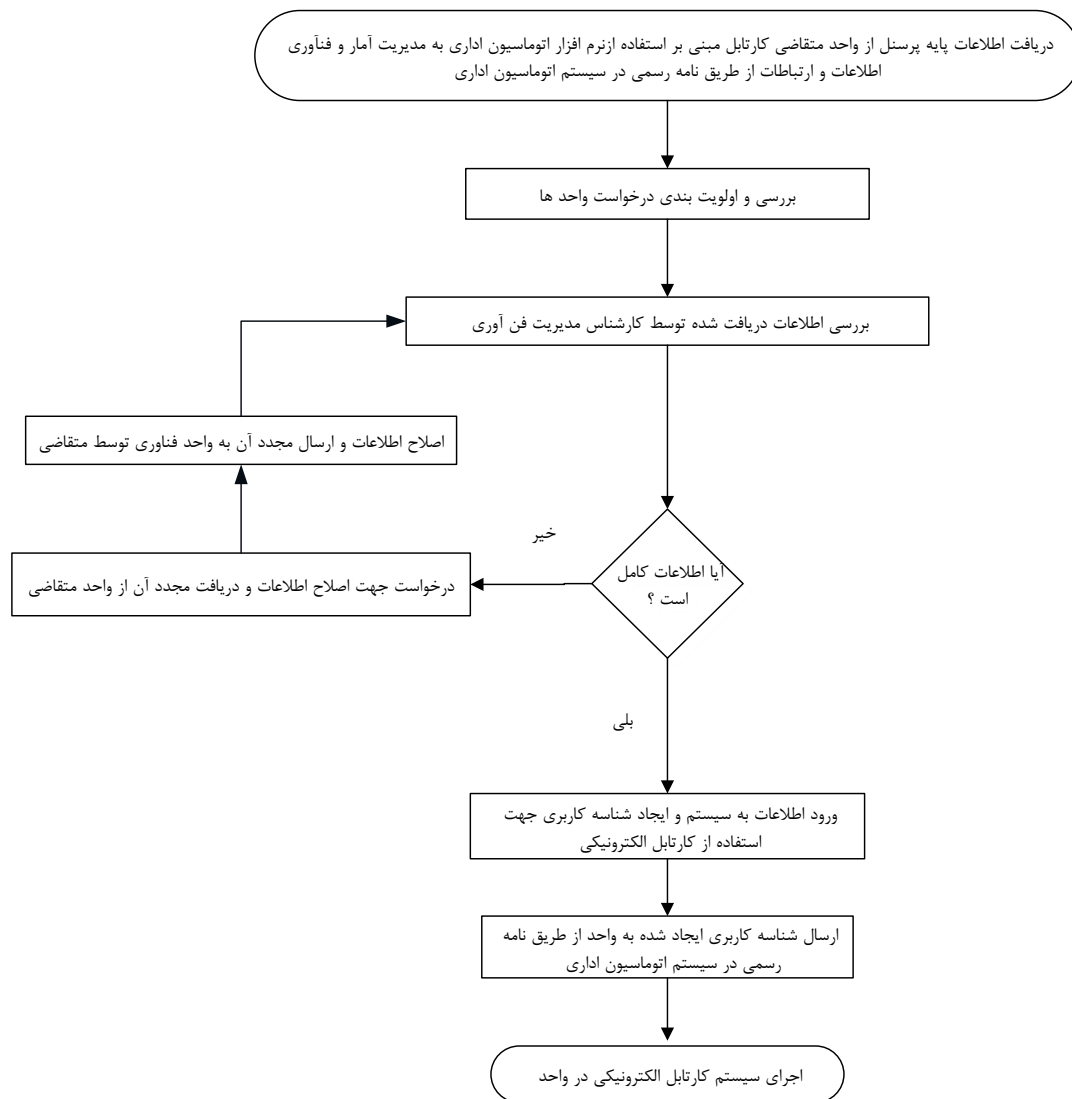 دریافت اطلاعات پایه پرسنل از واحد متقاضی کارتابل مبنی بر استفاده ازنرم افزار اتوماسیون اداری به مدیریت آمار و فنآوری
اطلاعات و ارتباطات از طریق نامه رسمی در سیستم اتوماسیون اداری
بررسی و اولویت بندی درخواست واحد ها
بررسی اطلاعات دریافت شده توسط کارشناس مدیریت فن آوری
اصلاح اطلاعات و ارسال مجدد آن به واحد فناوری توسط متقاضی
خیر
آیا اطلاعات کامل
است ؟
درخواست جهت اصلاح اطلاعات و دریافت مجدد آن از واحد متقاضی
بلی
ورود اطلاعات به سیستم و ایجاد شناسه کاربری جهت
استفاده از کارتابل الکترونیکی
ارسال شناسه کاربری ایجاد شده به واحد از طریق نامه
رسمی در سیستم اتوماسیون اداری
اجرای سیستم کارتابل الکترونیکی در واحد